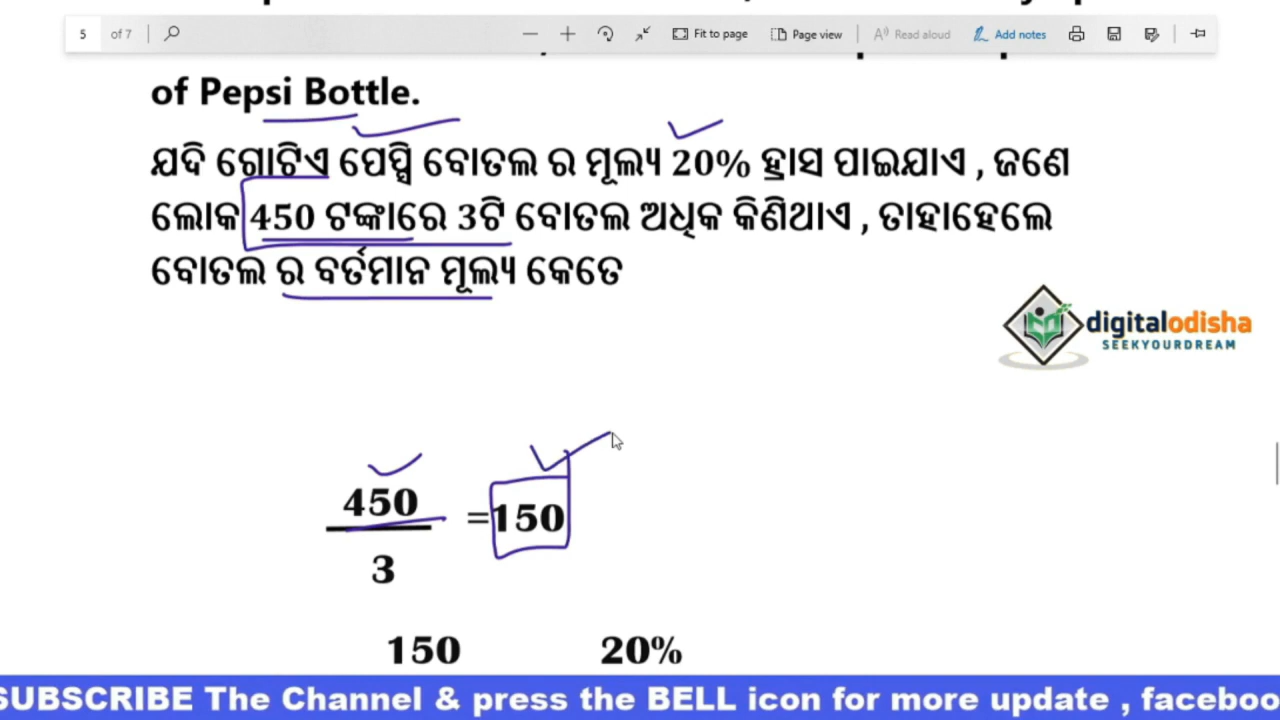 5 of 7 Fit to page Page view Read aloud Add notes
of Pepsi Bottle.
ଯଦି ଗୋଟିଏ ପେପ୍ସି ବୋତଲ ର ମୂଲ୍ୟ 20% ହ୍ରାସ ପାଇଯାଏ , ଜଣେ
ଲୋକ 450 ଟଙ୍କାରେ 3ଟି ବୋତଲ ଅଧିକ କିଣିଥାଏ , ତାହାହେଲେ
ବୋତଲ ର ବର୍ତମାନ ମୂଲ୍ୟ କେତେ
digitalodisha
SEEKYOURDREAM
450
=150
3
150 20%
SUBSCRIBE The Channel & press the BELL icon for more update , faceboo